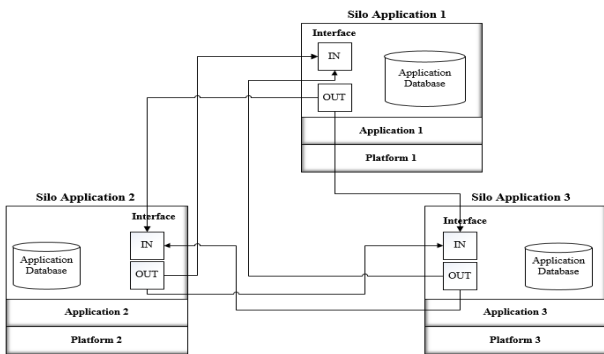 Silo Application 1
Interface
IN
OUT
Application
Database
Application 1
Platform 1
Silo Application 2
Interface
IN
OUT
Application
Database
Application 2
Platform 2
Silo Application 3
Interface
IN
OUT
Application
Database
Application 3
Platform 3